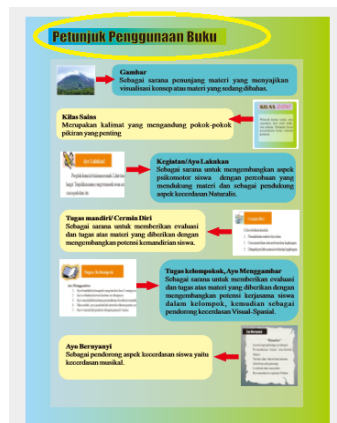 Petunjuk Penggunaan Buku
Gambar
Sebagai sarana penunjang materi yang menyajikan
visualisasi konsep atau materi yang sedang dibahas.
Kilas Sains
Merupakan kalimat yang mengandung pokok-pokok
pikiran yang penting
KILAS
Kegiatan/Ayo Lakukan
Sebagai sarana untuk mengembangkan aspek
psikomotor siswa dengan percobaan yang
mendukung materi dan sebagai pendukung
aspek kecerdasan Naturalis.
Ayo Lakukan!
Tugas mandiri/ Cermin Diri
Sebagai sarana untuk memberikan evaluasi
dan tugas atas materi yang diberikan dengan
mengembangkan potensi kemandirian siswa.
Cermin Diri
Tugas kelompokok, Ayo Menggambar
Sebagai sarana untuk memberikan evaluasi
dan tugas atas materi yang diberikan dengan
mengembangkan potensi kerjasama siswa
dalam kelompok, kemudian sebagai
pendorong kecerdasan Visual-Spasial.
Tugas Kelompok
Ayo Bernyanyi
Sebagai pendorong aspek kecerdasan siswa yaitu
kecerdasan musikal.